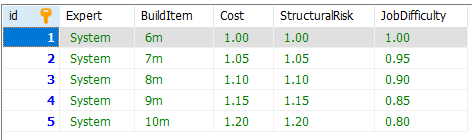 id Expert BuildItem Cost StructuralRisk JobDifficulty
1 System 6m 1.00 1.00 1.00
2 System 7m 1.05 1.05 0.95
3 System 8m 1.10 1.10 0.90
4 System 9m 1.15 1.15 0.85
5 System 10m 1.20 1.20 0.80